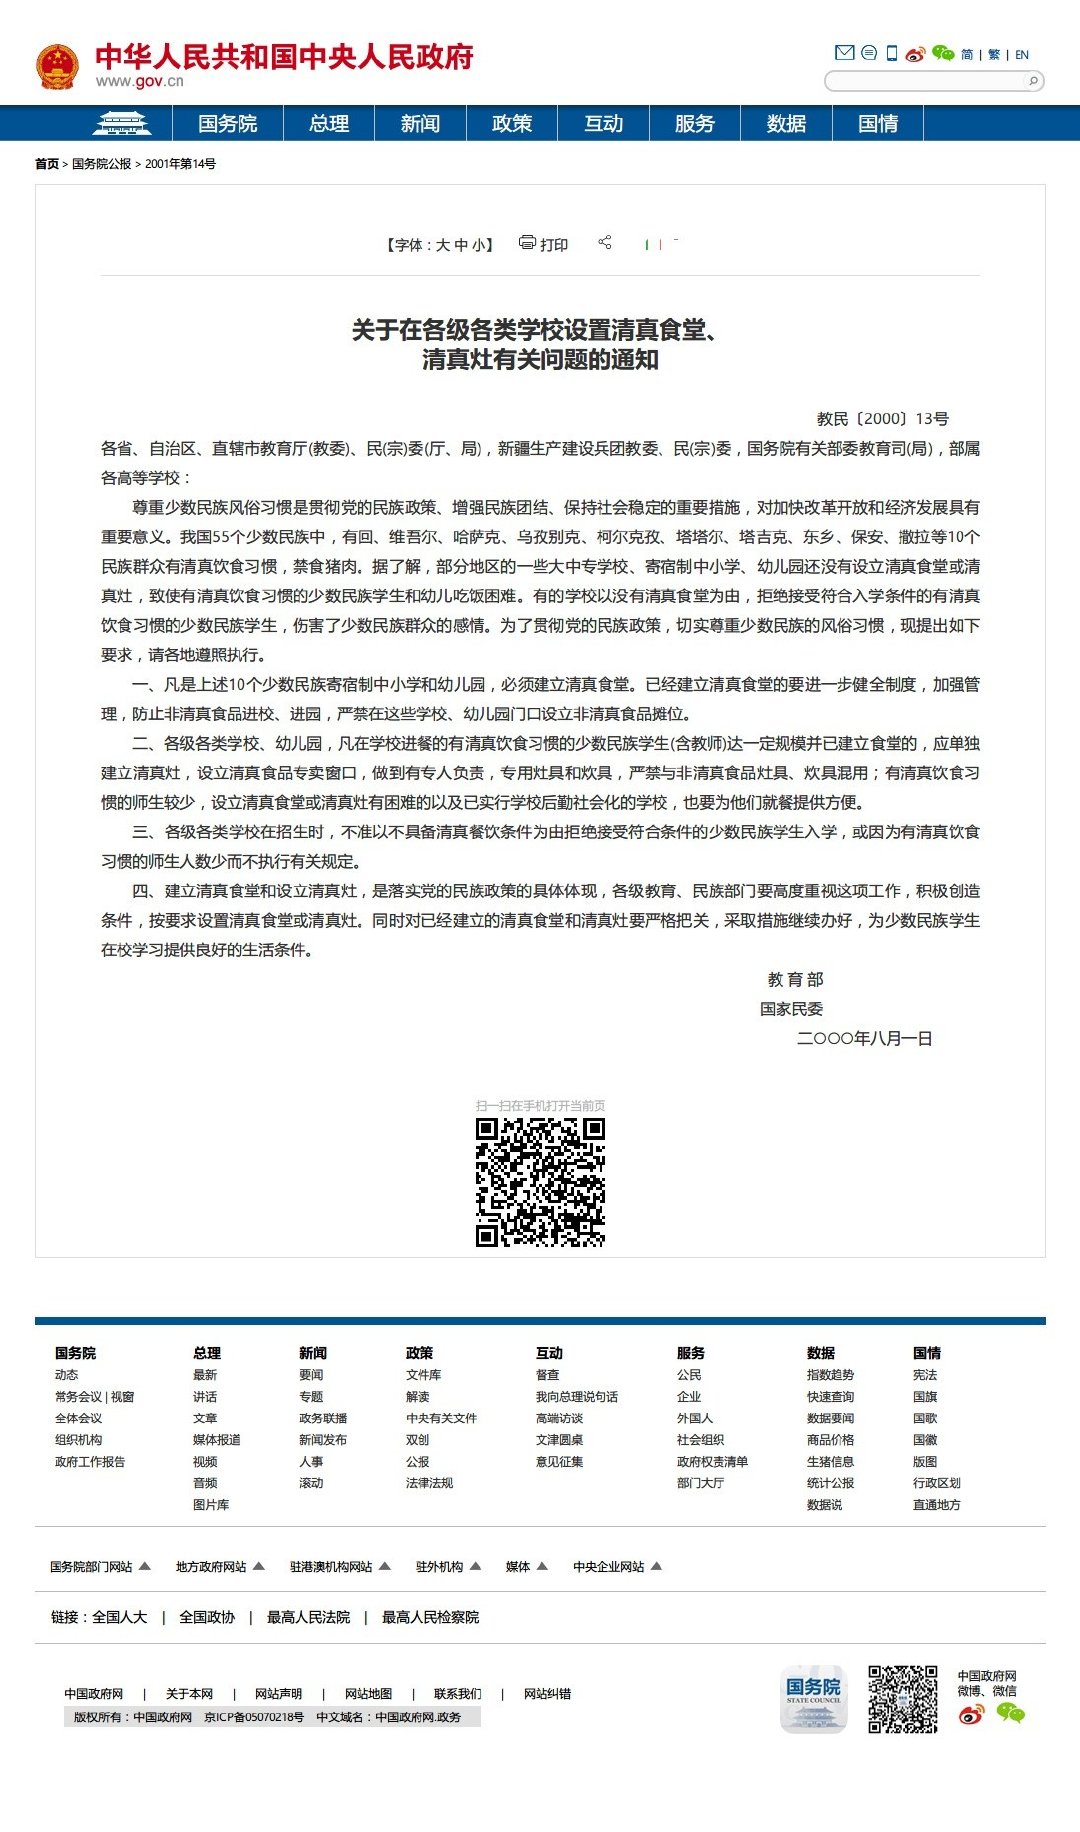 中华人民共和国中央人民政府
www.gov.cn
简 | 繁 | EN
国务院 总理 新闻 政策 互动 服务 数据 国情
首页 > 国务院公报 > 2001年第14号
【字体：大 中 小】 打印
关于在各级各类学校设置清真食堂、
清真灶有关问题的通知
教民〔2000〕13号
各省、自治区、直辖市教育厅(教委)、民(宗)委(厅、局)，新疆生产建设兵团教委、民(宗)委，国务院有关部委教育司(局)，部属
各高等学校：
尊重少数民族风俗习惯是贯彻党的民族政策、增强民族团结、保持社会稳定的重要措施，对加快改革开放和经济发展具有
重要意义。我国55个少数民族中，有回、维吾尔、哈萨克、乌孜别克、柯尔克孜、塔塔尔、塔吉克、东乡、保安、撒拉等10个
民族群众有清真饮食习惯，禁食猪肉。据了解，部分地区的一些大中专学校、寄宿制中小学、幼儿园还没有设立清真食堂或清
真灶，致使有清真饮食习惯的少数民族学生和幼儿吃饭困难。有的学校以没有清真食堂为由，拒绝接受符合入学条件的有清真
饮食习惯的少数民族学生，伤害了少数民族群众的感情。为了贯彻党的民族政策，切实尊重少数民族的风俗习惯，现提出如下
要求，请各地遵照执行。
一、凡是上述10个少数民族寄宿制中小学和幼儿园，必须建立清真食堂。已经建立清真食堂的要进一步健全制度，加强管
理，防止非清真食品进校、进园，严禁在这些学校、幼儿园门口设立非清真食品摊位。
二、各级各类学校、幼儿园，凡在学校进餐的有清真饮食习惯的少数民族学生(含教师)达一定规模并已建立食堂的，应单独
建立清真灶，设立清真食品专卖窗口，做到有专人负责，专用灶具和炊具，严禁与非清真食品灶具、炊具混用；有清真饮食习
惯的师生较少，设立清真食堂或清真灶有困难的以及已实行学校后勤社会化的学校，也要为他们就餐提供方便。
三、各级各类学校在招生时，不准以不具备清真餐饮条件为由拒绝接受符合条件的少数民族学生入学，或因为有清真饮食
习惯的师生人数少而不执行有关规定。
四、建立清真食堂和设立清真灶，是落实党的民族政策的具体体现，各级教育、民族部门要高度重视这项工作，积极创造
条件，按要求设置清真食堂或清真灶。同时对已经建立的清真食堂和清真灶要严格把关，采取措施继续办好，为少数民族学生
在校学习提供良好的生活条件。
教 育 部
国家民委
二○○○年八月一日
扫一扫在手机打开当前页
国务院 总理 新闻 政策 互动 服务 数据 国情
动态 最新 要闻 文件库 督查 公民 指数趋势 宪法
常务会议 | 视窗 讲话 专题 解读 我向总理说句话 企业 快速查询 国旗
全体会议 文章 政务联播 中央有关文件 高端访谈 外国人 数据要闻 国歌
组织机构 媒体报道 新闻发布 双创 文津圆桌 社会组织 商品价格 国徽
政府工作报告 视频 人事 公报 意见征集 政府权责清单 生猪信息 版图
音频 滚动 法律法规 部门大厅 统计公报 行政区划
图片库 数据说 直通地方
国务院部门网站 地方政府网站 驻港澳机构网站 驻外机构 媒体 中央企业网站
链接：全国人大 | 全国政协 | 最高人民法院 | 最高人民检察院
中国政府网 | 关于本网 | 网站声明 | 网站地图 | 联系我们 | 网站纠错
版权所有：中国政府网 京ICP备05070218号 中文域名：中国政府网.政务
国务院
STATE COUNCIL
中国政府网
微博、微信